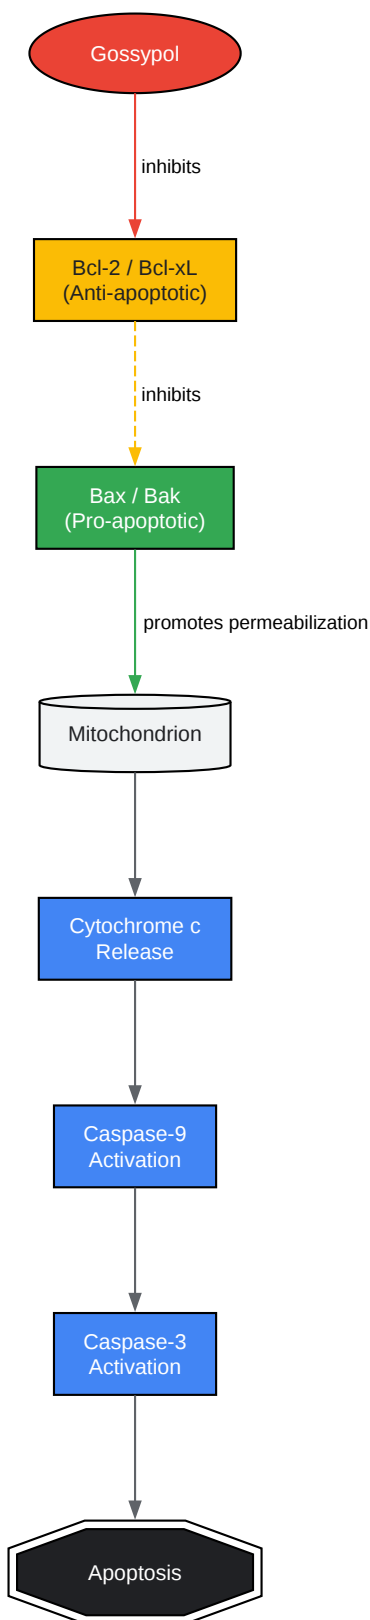 Gossypol
inhibits
Bcl-2 / Bcl-xL
(Anti-apoptotic)
inhibits
Bax / Bak
(Pro-apoptotic)
promotes permeabilization
Mitochondrion
Cytochrome c
Release
Caspase-9
Activation
Caspase-3
Activation
Apoptosis